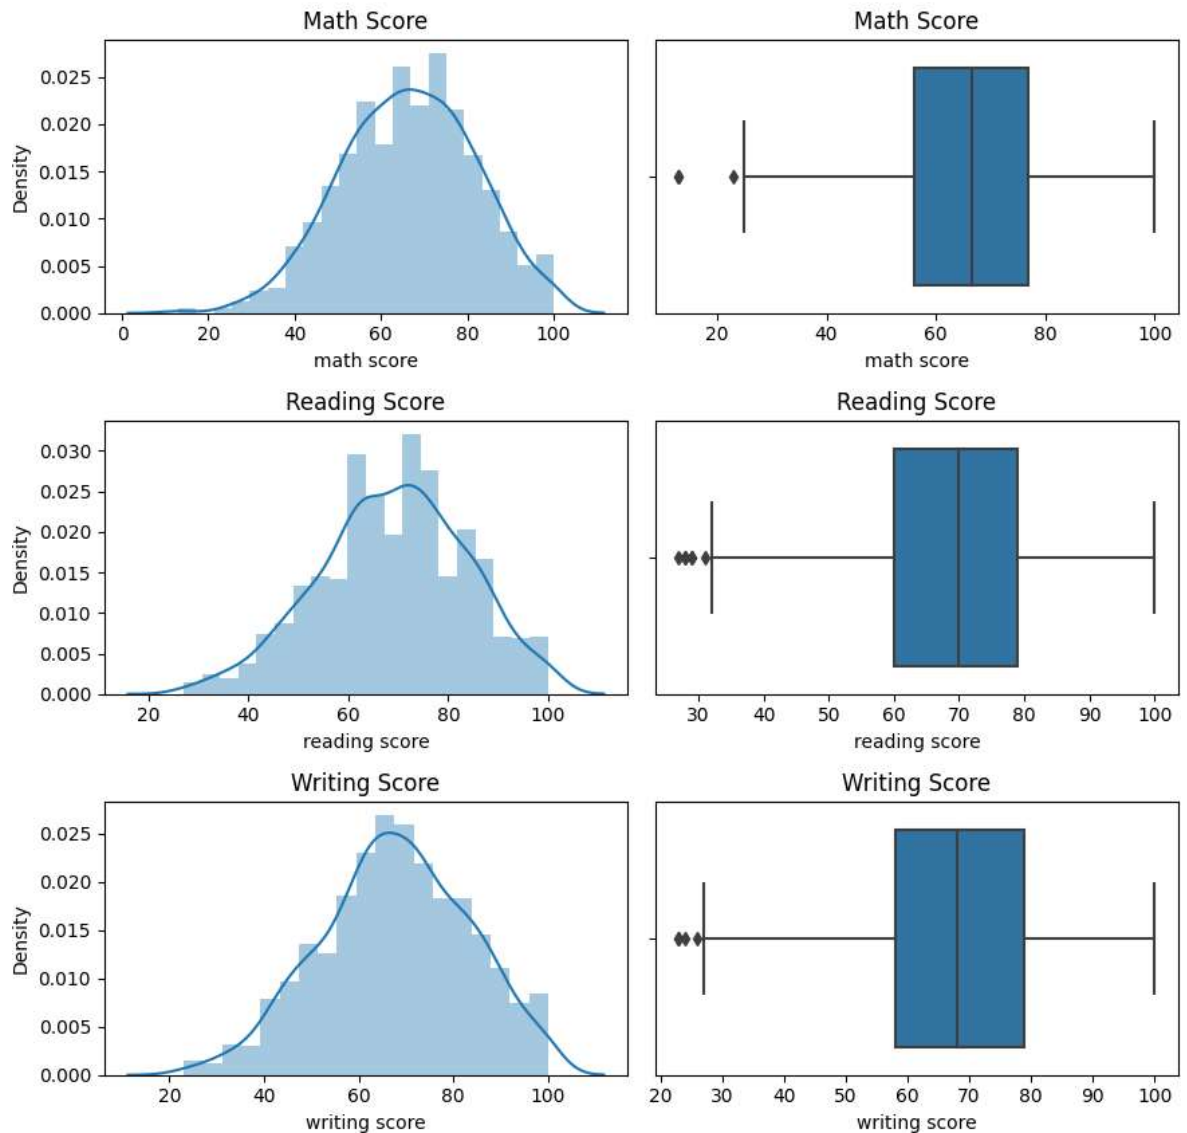 Math Score
Math Score
0.025
0.020
0.015
0.010
0.005
0.000
Density
0 20 40 60 80 100
math score
20 40 60 80 100
math score
Reading Score
Reading Score
0.030
0.025
0.020
0.015
0.010
0.005
0.000
Density
20 40 60 80 100
reading score
30 40 50 60 70 80 90 100
reading score
Writing Score
Writing Score
0.025
0.020
0.015
0.010
0.005
0.000
Density
20 40 60 80 100
writing score
20 30 40 50 60 70 80 90 100
writing score